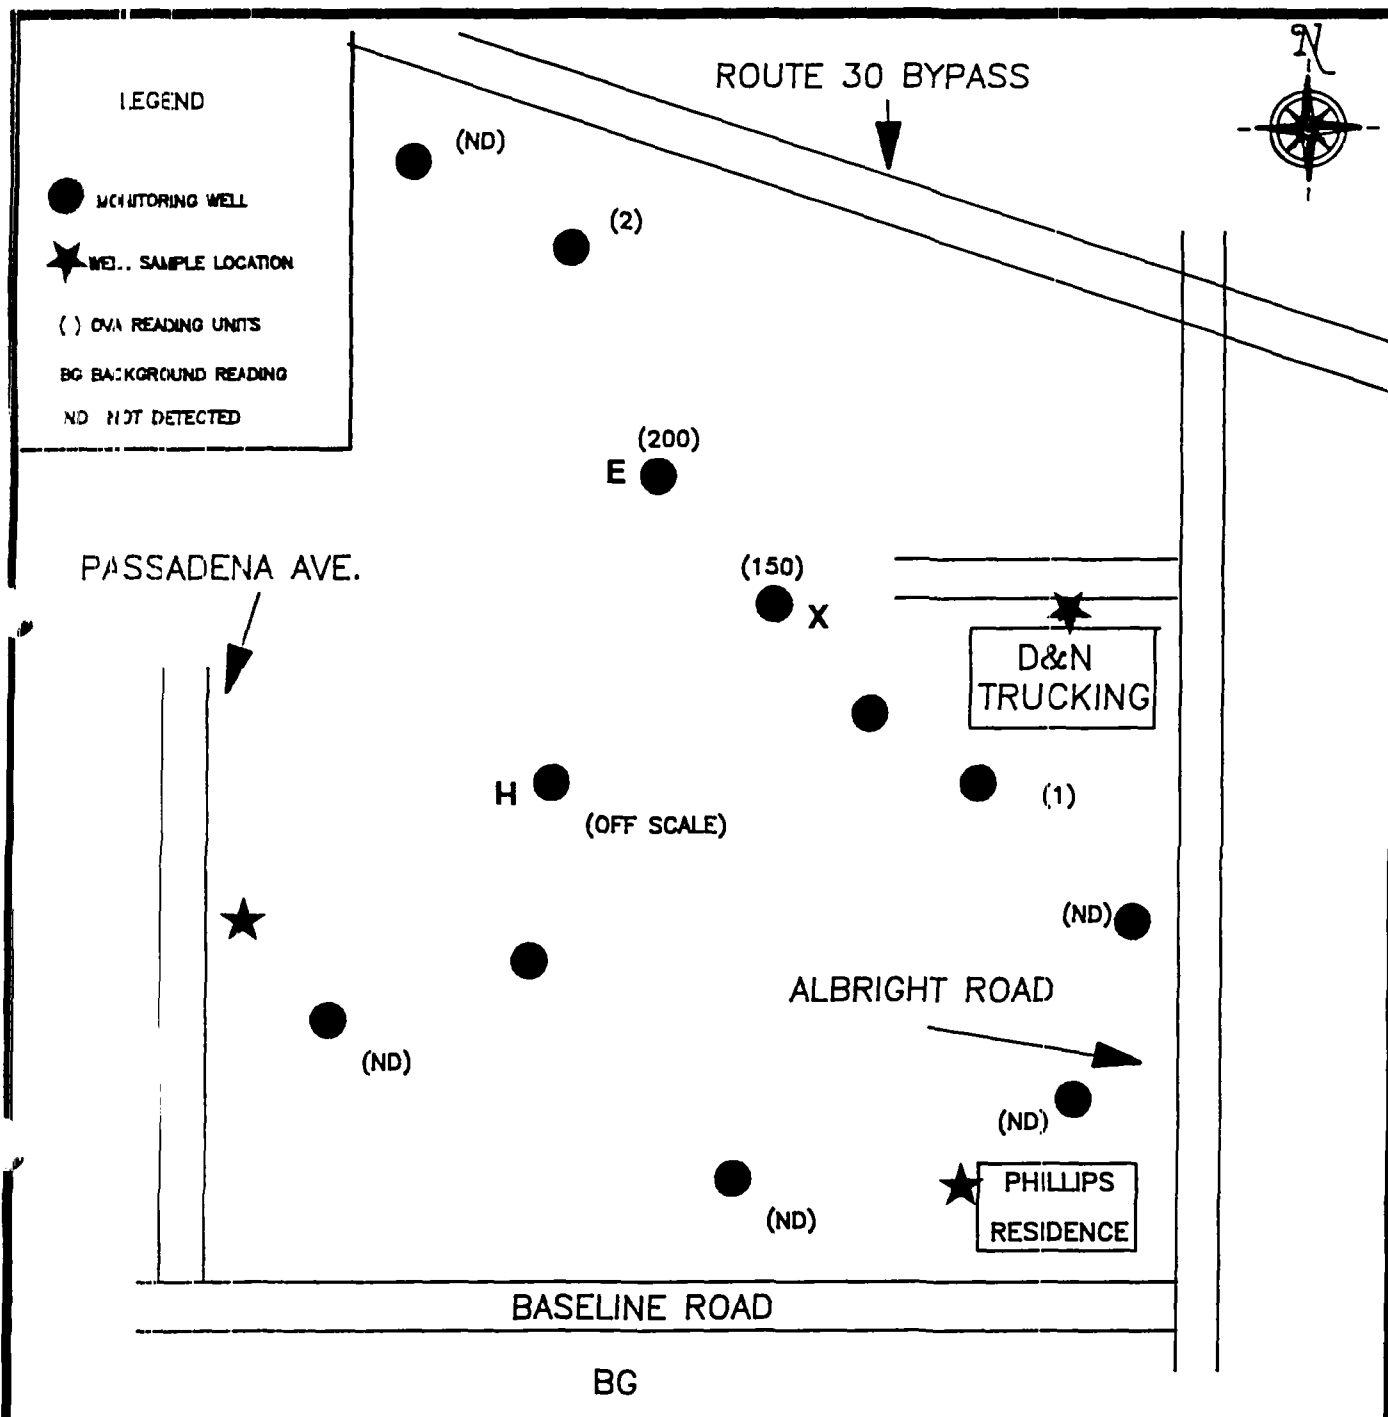 N
ROUTE 30 BYPASS
LEGEND
MONITORING WELL
WELL SAMPLE LOCATION
( ) OVA READING UNITS
BG BACKGROUND READING
ND NOT DETECTED
(ND)
(2)
(200)
E
PASSADENA AVE.
(150)
X
D&N
TRUCKING
H
(OFF SCALE)
(1)
(ND)
ALBRIGHT ROAD
(ND)
(ND)
(ND)
PHILLIPS
RESIDENCE
BASELINE ROAD
BG